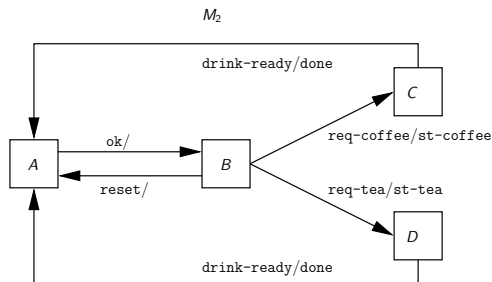 M2
drink-ready/done
C
ok/
req-coffee/st-coffee
A
B
reset/
req-tea/st-tea
D
drink-ready/done